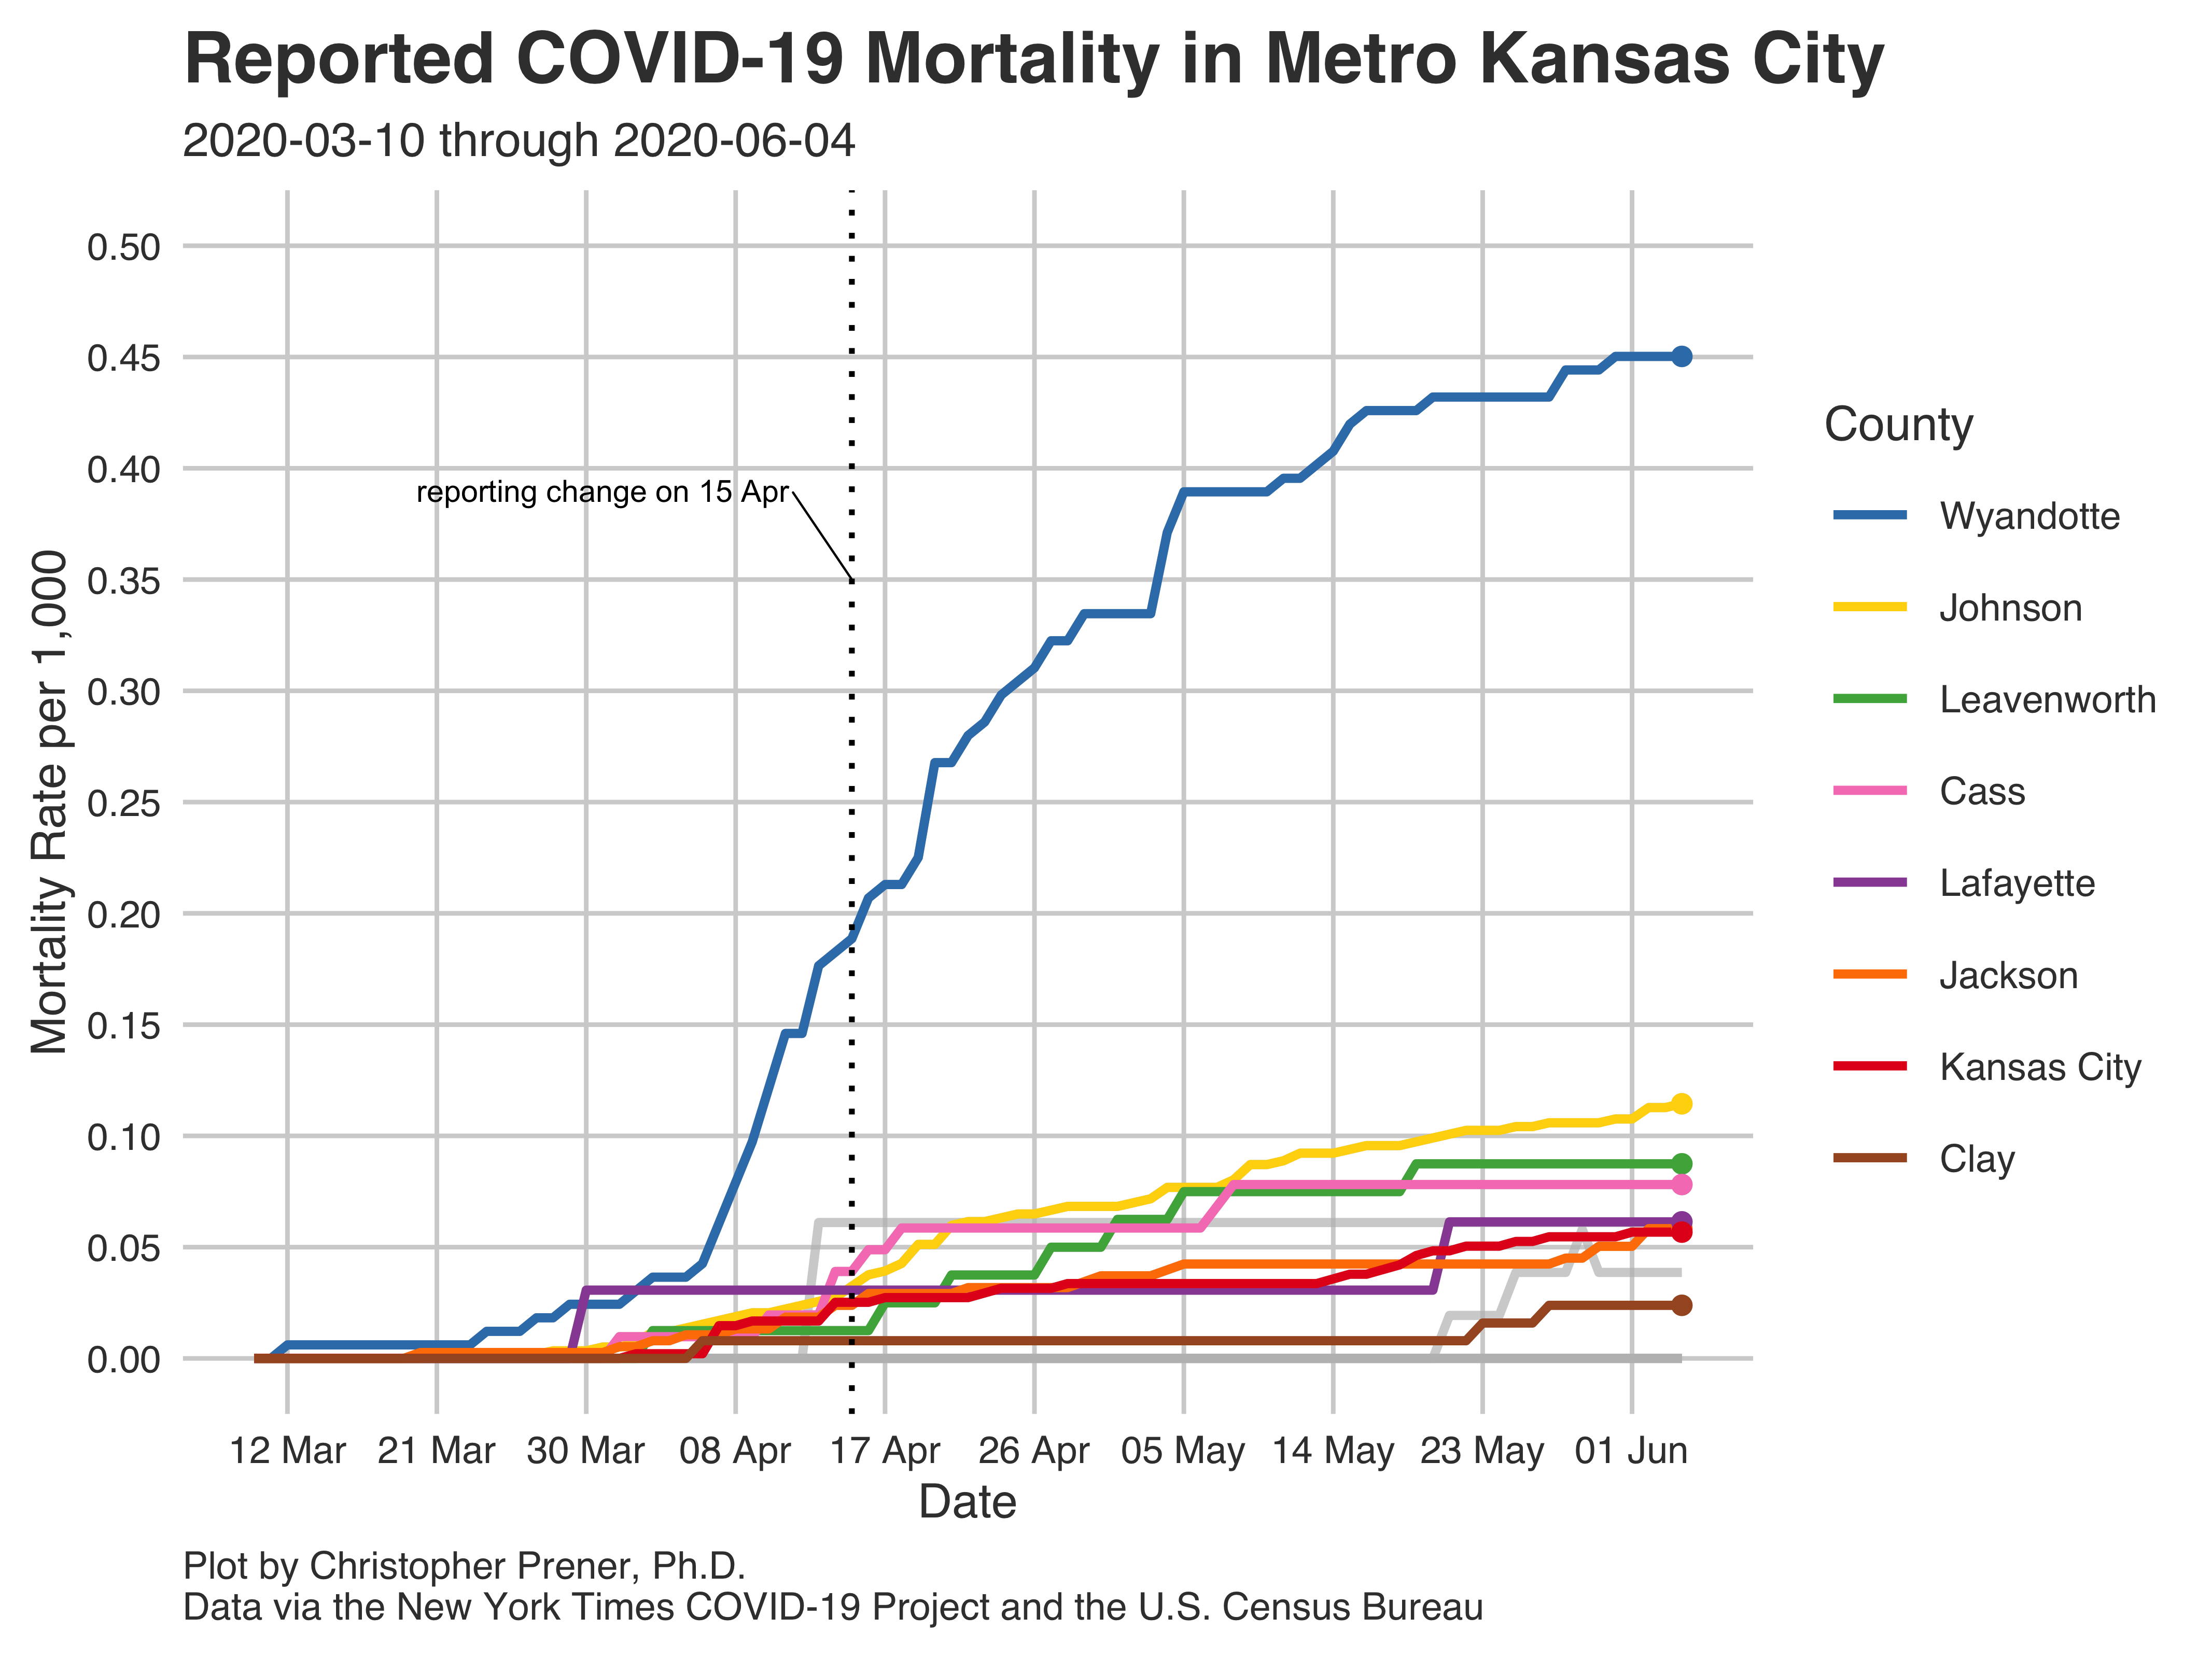 Reported COVID-19 Mortality in Metro Kansas City
2020-03-10 through 2020-06-04
Mortality Rate per 1,000
0.50
0.45
0.40
0.35
0.30
0.25
0.20
0.15
0.10
0.05
0.00
reporting change on 15 Apr
12 Mar
21 Mar
30 Mar
08 Apr
17 Apr
26 Apr
05 May
14 May
23 May
01 Jun
Date
County
Wyandotte
Johnson
Leavenworth
Cass
Lafayette
Jackson
Kansas City
Clay
Plot by Christopher Prener, Ph.D.
Data via the New York Times COVID-19 Project and the U.S. Census Bureau